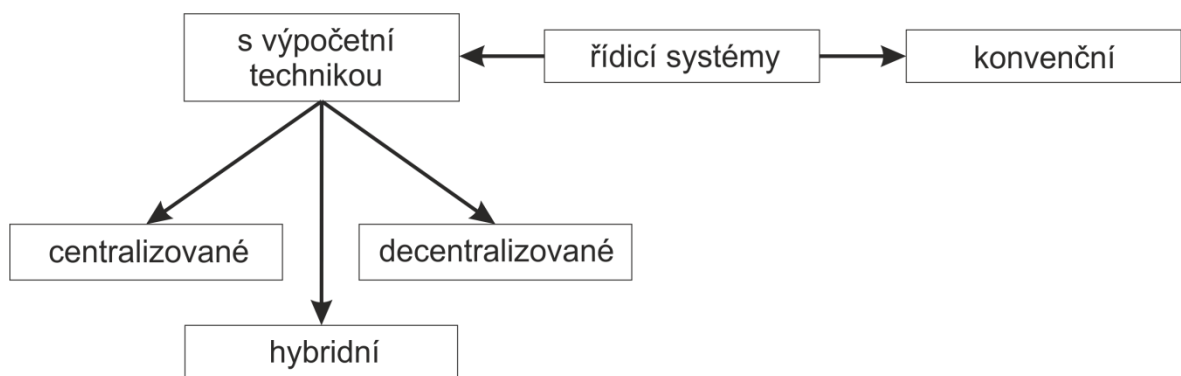 s výpočetní
technikou
řídicí systémy
konvenční
centralizované
decentralizované
hybridní